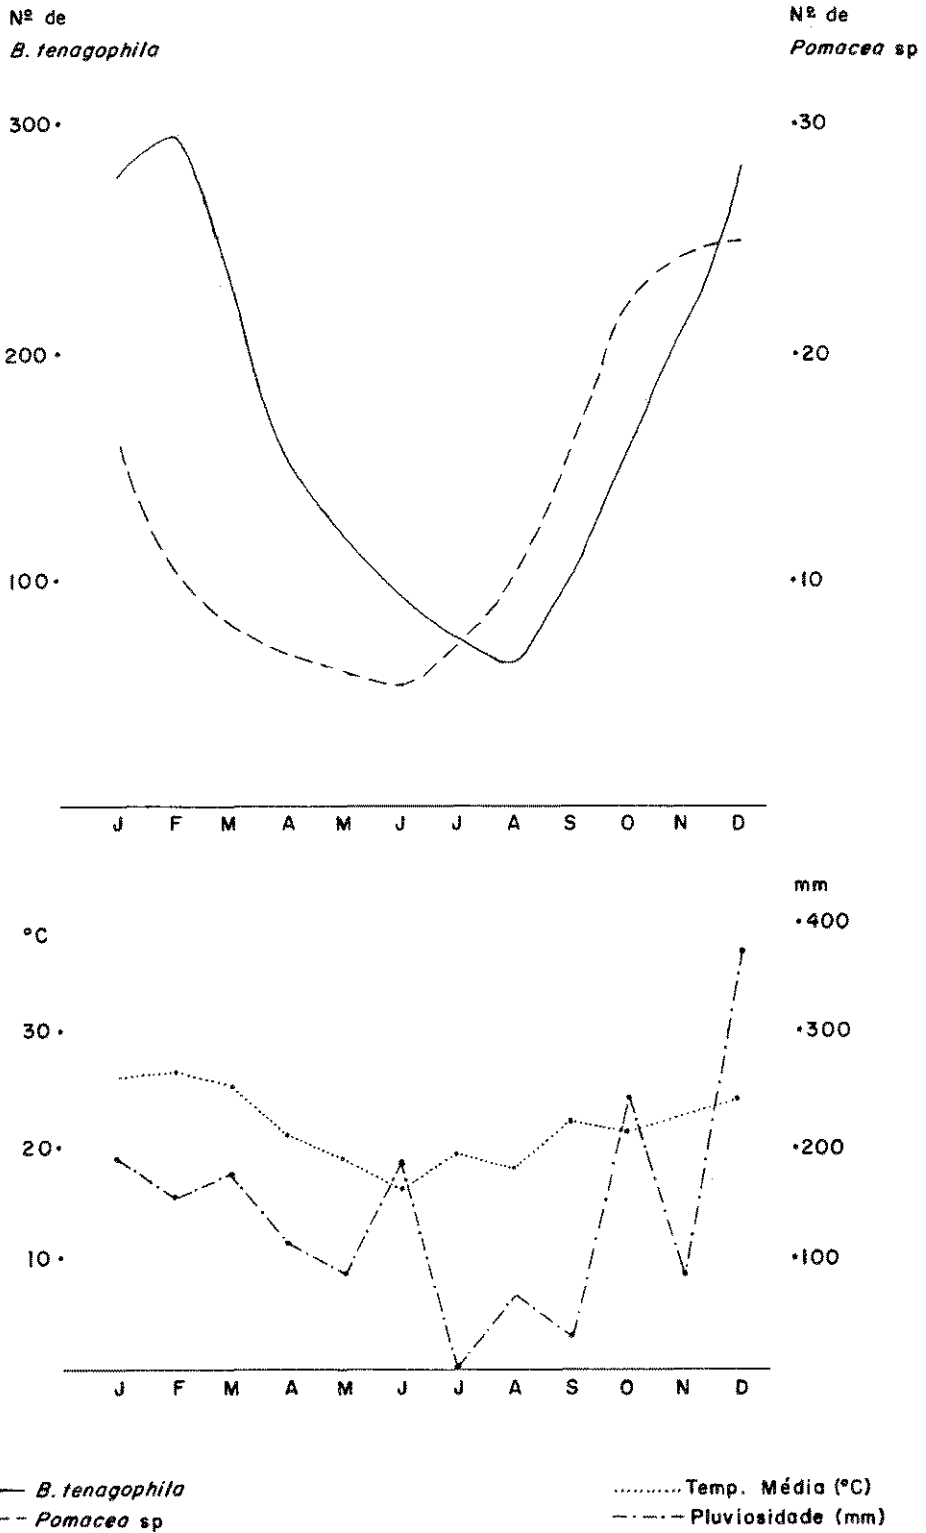 Nº de
B. tenagophila
Nº de
Pomacea sp
300
30
200
20
100
10
J F M A M J J A S O N D
mm
400
°C
30
300
20
200
10
100
J F M A M J J A S O N D
B. tenagophila
Pomacea sp
Temp. Média (°C)
Pluviosidade (mm)